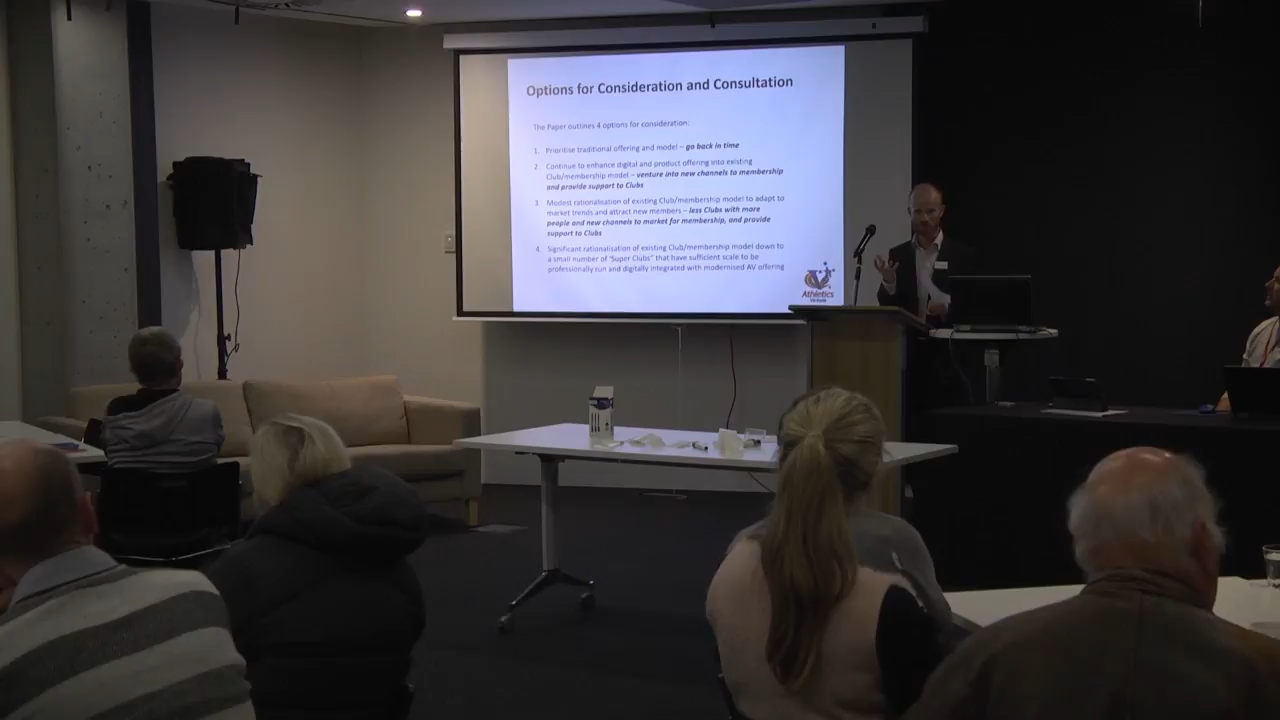 Options for Consideration and Consultation
The Paper outlines 4 options for consideration:
1. Prioritise traditional offering and model – go back in time
2. Continue to enhance digital and product offering into existing
Club/membership model – venture into new channels to membership
and provide support to Clubs
3. Modest rationalisation of existing Club/membership model to adapt to
market trends and attract new members – less Clubs with more
people and new channels to market for membership, and provide
support to Clubs
4. Significant rationalisation of existing Club/membership model down to
a small number of "Super Clubs" that have sufficient scale to be
professionally run and digitally integrated with modernised AV offering
Athletics